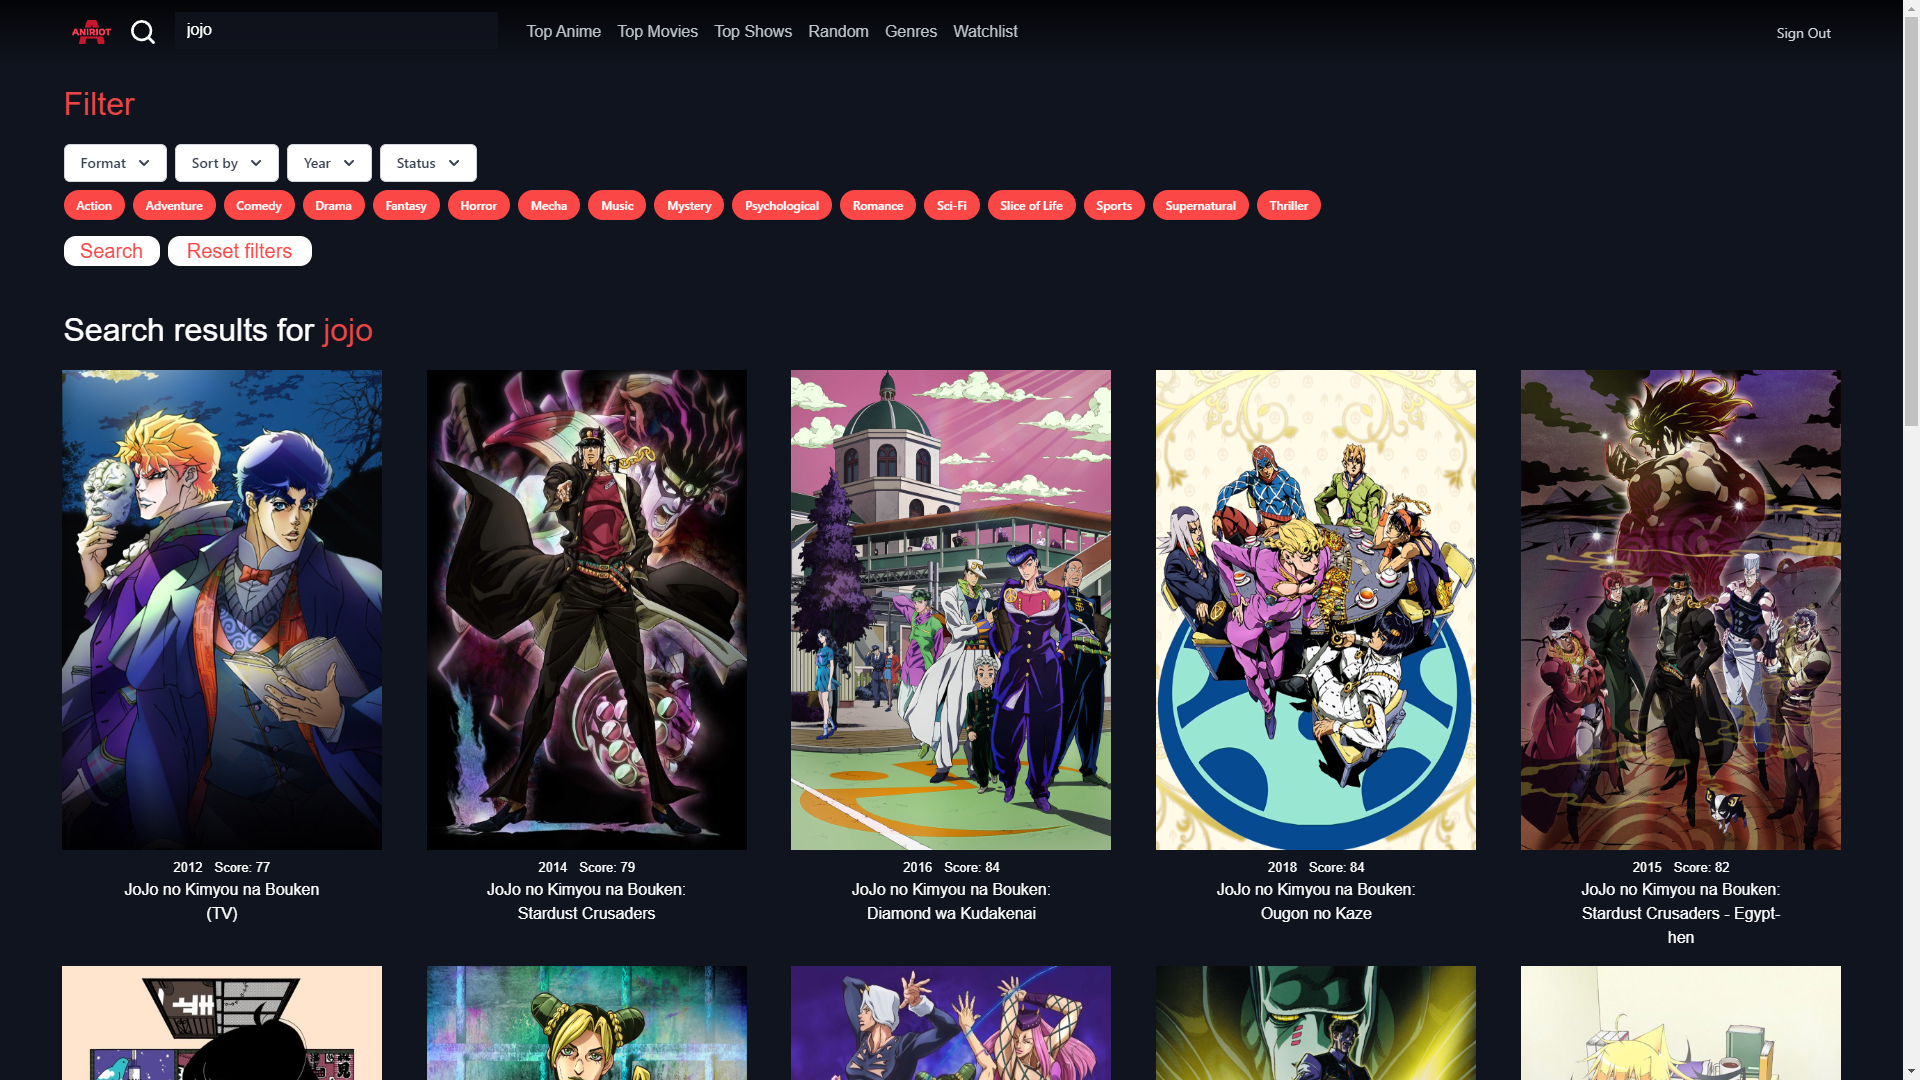 ANIRIOT
jojo
Top Anime Top Movies Top Shows Random Genres Watchlist
Sign Out
Filter
Format Sort by Year Status
Action Adventure Comedy Drama Fantasy Horror Mecha Music Mystery Psychological Romance Sci-Fi Slice of Life Sports Supernatural Thriller
Search Reset filters
Search results for jojo
2012 Score: 77
JoJo no Kimyou na Bouken
(TV)
2014 Score: 79
JoJo no Kimyou na Bouken:
Stardust Crusaders
2016 Score: 84
JoJo no Kimyou na Bouken:
Diamond wa Kudakenai
2018 Score: 84
JoJo no Kimyou na Bouken:
Ougon no Kaze
2015 Score: 82
JoJo no Kimyou na Bouken:
Stardust Crusaders - Egypt-
hen